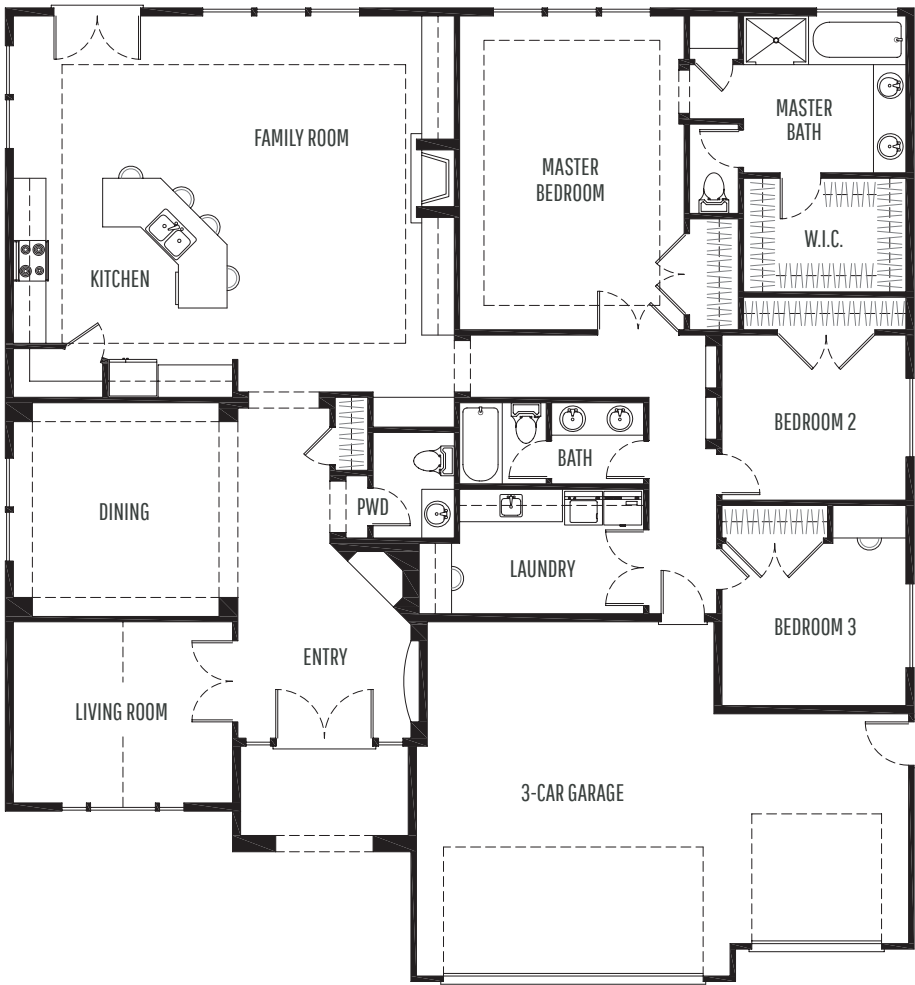 FAMILY ROOM
MASTER
BEDROOM
MASTER
BATH
W.I.C.
KITCHEN
DINING
PWD
BATH
BEDROOM 2
LAUNDRY
BEDROOM 3
ENTRY
LIVING ROOM
3-CAR GARAGE